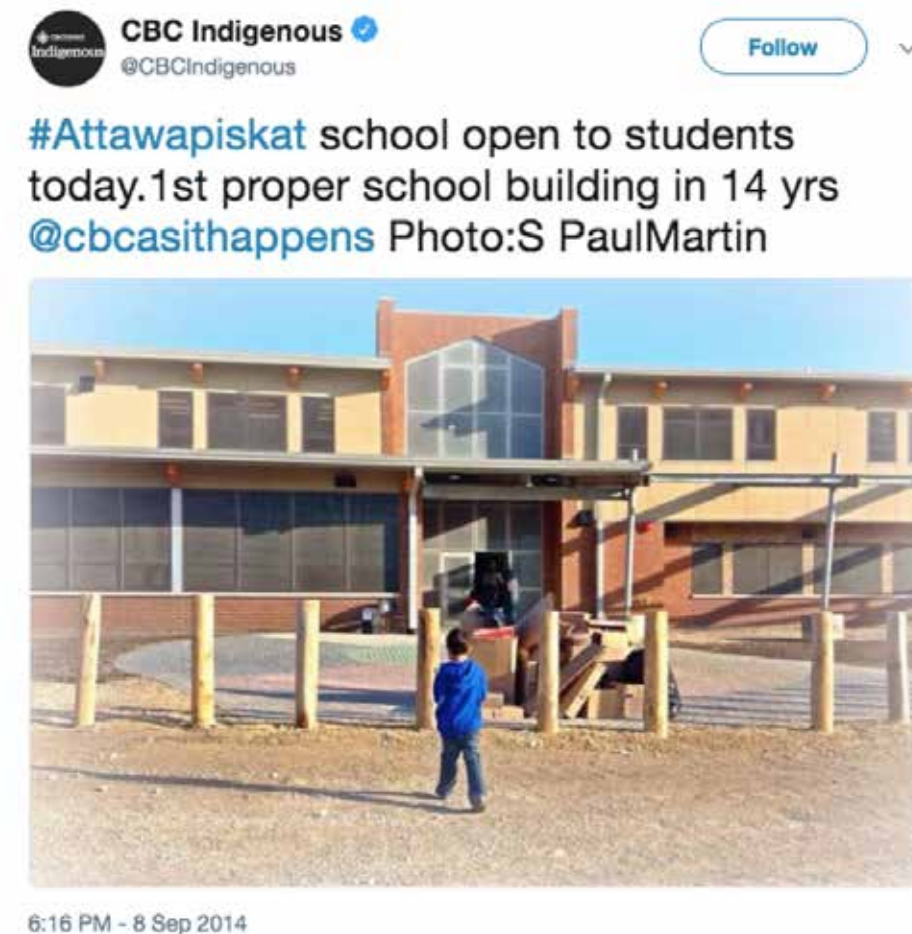 CBC Indigenous
Indigenous
@CBCIndigenous
Follow
#Attawapiskat school open to students
today.1st proper school building in 14 yrs
@cbcasithappens Photo:S PaulMartin
6:16 PM - 8 Sep 2014